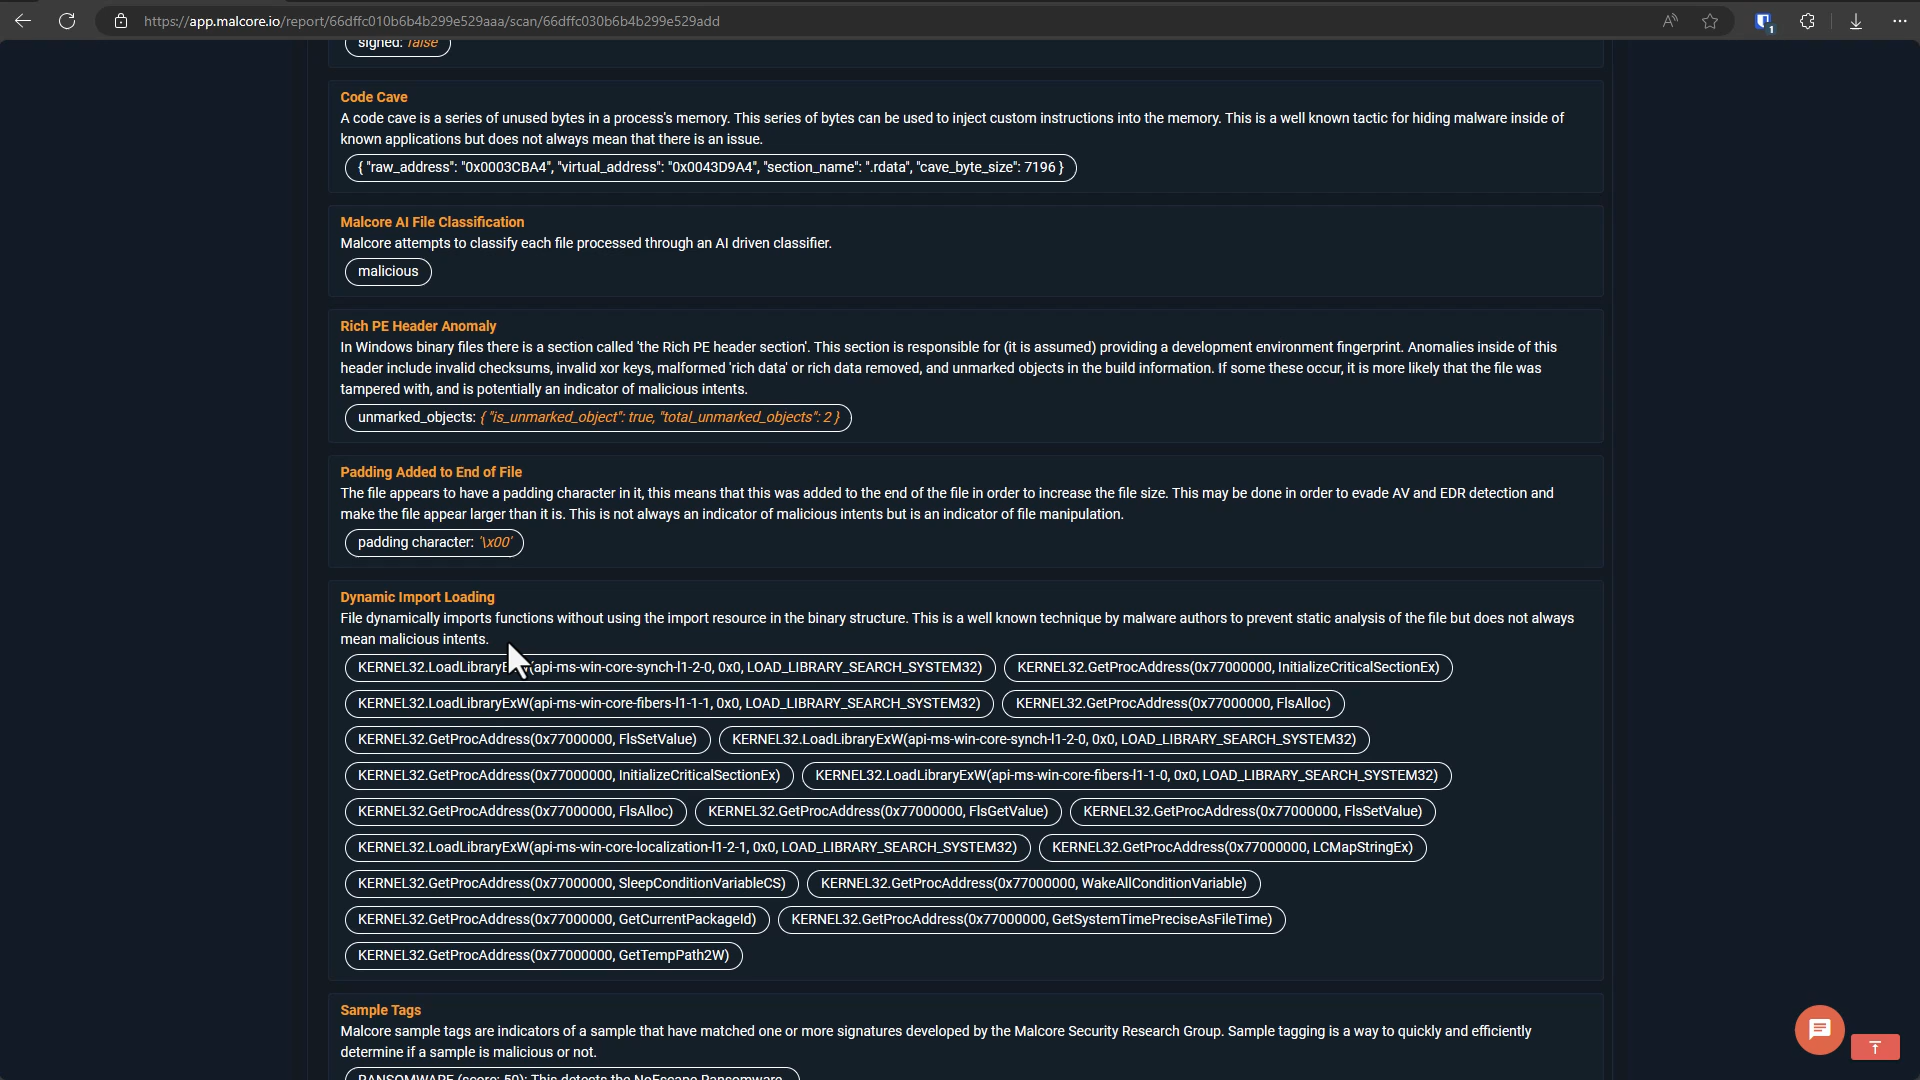 https://app.malcore.io/report/66dffc010b6b4b299e529aaa/scan/66dffc030b6b4b299e529add
signed: false
Code Cave
A code cave is a series of unused bytes in a process's memory. This series of bytes can be used to inject custom instructions into the memory. This is a well known tactic for hiding malware inside of
known applications but does not always mean that there is an issue.
{ "raw_address": "0x0003CBA4", "virtual_address": "0x0043D9A4", "section_name": ".rdata", "cave_byte_size": 7196 }
Malcore AI File Classification
Malcore attempts to classify each file processed through an AI driven classifier.
malicious
Rich PE Header Anomaly
In Windows binary files there is a section called 'the Rich PE header section'. This section is responsible for (it is assumed) providing a development environment fingerprint. Anomalies inside of this
header include invalid checksums, invalid xor keys, malformed 'rich data' or rich data removed, and unmarked objects in the build information. If some these occur, it is more likely that the file was
tampered with, and is potentially an indicator of malicious intents.
unmarked_objects: { "is_unmarked_object": true, "total_unmarked_objects": 2 }
Padding Added to End of File
The file appears to have a padding character in it, this means that this was added to the end of the file in order to increase the file size. This may be done in order to evade AV and EDR detection and
make the file appear larger than it is. This is not always an indicator of malicious intents but is an indicator of file manipulation.
padding character: '\x00'
Dynamic Import Loading
File dynamically imports functions without using the import resource in the binary structure. This is a well known technique by malware authors to prevent static analysis of the file but does not always
mean malicious intents.
KERNEL32.LoadLibraryE (api-ms-win-core-synch-l1-2-0, 0x0, LOAD_LIBRARY_SEARCH_SYSTEM32) KERNEL32.GetProcAddress(0x77000000, InitializeCriticalSectionEx)
KERNEL32.LoadLibraryExW(api-ms-win-core-fibers-l1-1-1, 0x0, LOAD_LIBRARY_SEARCH_SYSTEM32) KERNEL32.GetProcAddress(0x77000000, FlsAlloc)
KERNEL32.GetProcAddress(0x77000000, FlsSetValue) KERNEL32.LoadLibraryExW(api-ms-win-core-synch-l1-2-0, 0x0, LOAD_LIBRARY_SEARCH_SYSTEM32)
KERNEL32.GetProcAddress(0x77000000, InitializeCriticalSectionEx) KERNEL32.LoadLibraryExW(api-ms-win-core-fibers-l1-1-0, 0x0, LOAD_LIBRARY_SEARCH_SYSTEM32)
KERNEL32.GetProcAddress(0x77000000, FlsAlloc) KERNEL32.GetProcAddress(0x77000000, FlsGetValue) KERNEL32.GetProcAddress(0x77000000, FlsSetValue)
KERNEL32.LoadLibraryExW(api-ms-win-core-localization-l1-2-1, 0x0, LOAD_LIBRARY_SEARCH_SYSTEM32) KERNEL32.GetProcAddress(0x77000000, LCMapStringEx)
KERNEL32.GetProcAddress(0x77000000, SleepConditionVariableCS) KERNEL32.GetProcAddress(0x77000000, WakeAllConditionVariable)
KERNEL32.GetProcAddress(0x77000000, GetCurrentPackageId) KERNEL32.GetProcAddress(0x77000000, GetSystemTimePreciseAsFileTime)
KERNEL32.GetProcAddress(0x77000000, GetTempPath2W)
Sample Tags
Malcore sample tags are indicators of a sample that have matched one or more signatures developed by the Malcore Security Research Group. Sample tagging is a way to quickly and efficiently
determine if a sample is malicious or not.
RANSOMWARE (score: 50): This detects the NoEscape Ransomware